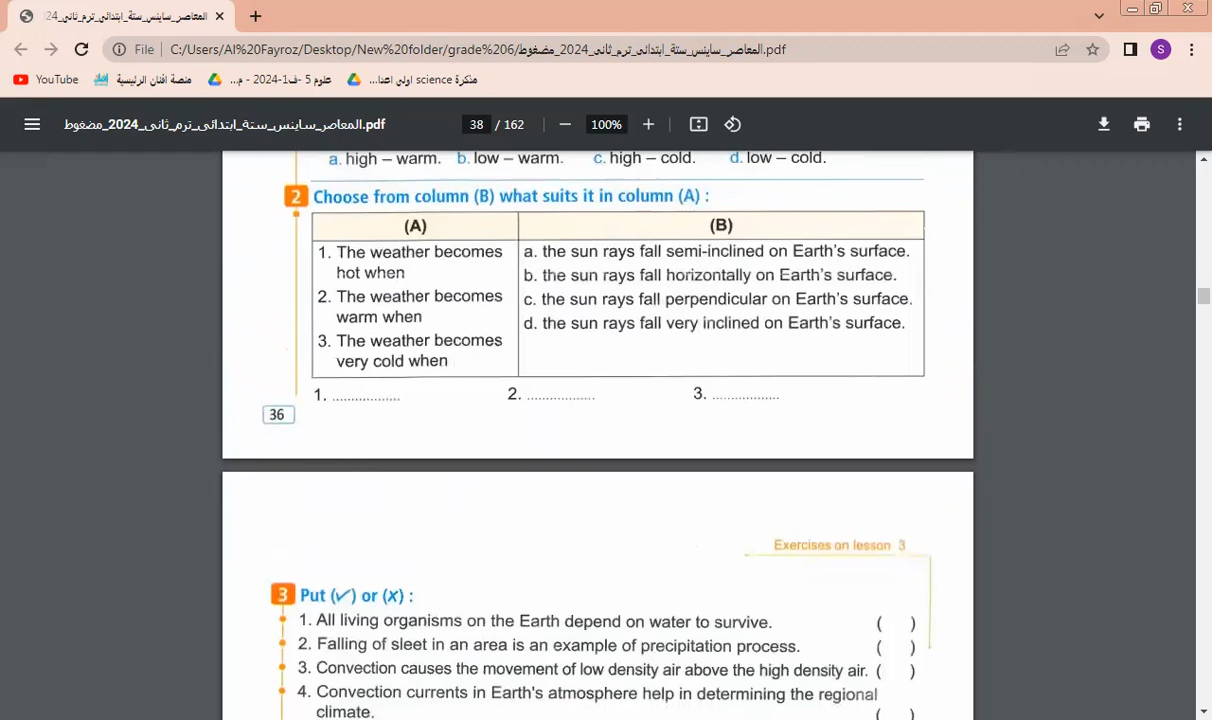 المعاصر_ساينس_ستة_ابتدائي_ترم_ثاني_24
File C:/Users/Al%20Fayroz/Desktop/New%20folder/grade%206/المعاصر_ساينس_ستة_ابتدائي_ترم_ثاني_2024_مضغوط.pdf
S
YouTube منصة افنان الرئيسية علوم 5 -ف1-2024 - م... مذكرة science اولي اعدا...
المعاصر_ساينس_ستة_ابتدائي_ترم_ثاني_2024_مضغوط.pdf 38 / 162 100%
a. high – warm. b. low – warm. c. high – cold. d. low – cold.
2 Choose from column (B) what suits it in column (A) :
(A) (B)
1. The weather becomes
hot when
2. The weather becomes
warm when
3. The weather becomes
very cold when
a. the sun rays fall semi-inclined on Earth's surface.
b. the sun rays fall horizontally on Earth's surface.
c. the sun rays fall perpendicular on Earth's surface.
d. the sun rays fall very inclined on Earth's surface.
1. ................. 2. ................. 3. .................
36
Exercises on lesson 3
3 Put (✓) or (x) :
1. All living organisms on the Earth depend on water to survive. ( )
2. Falling of sleet in an area is an example of precipitation process. ( )
3. Convection causes the movement of low density air above the high density air. ( )
4. Convection currents in Earth's atmosphere help in determining the regional
climate. ( )